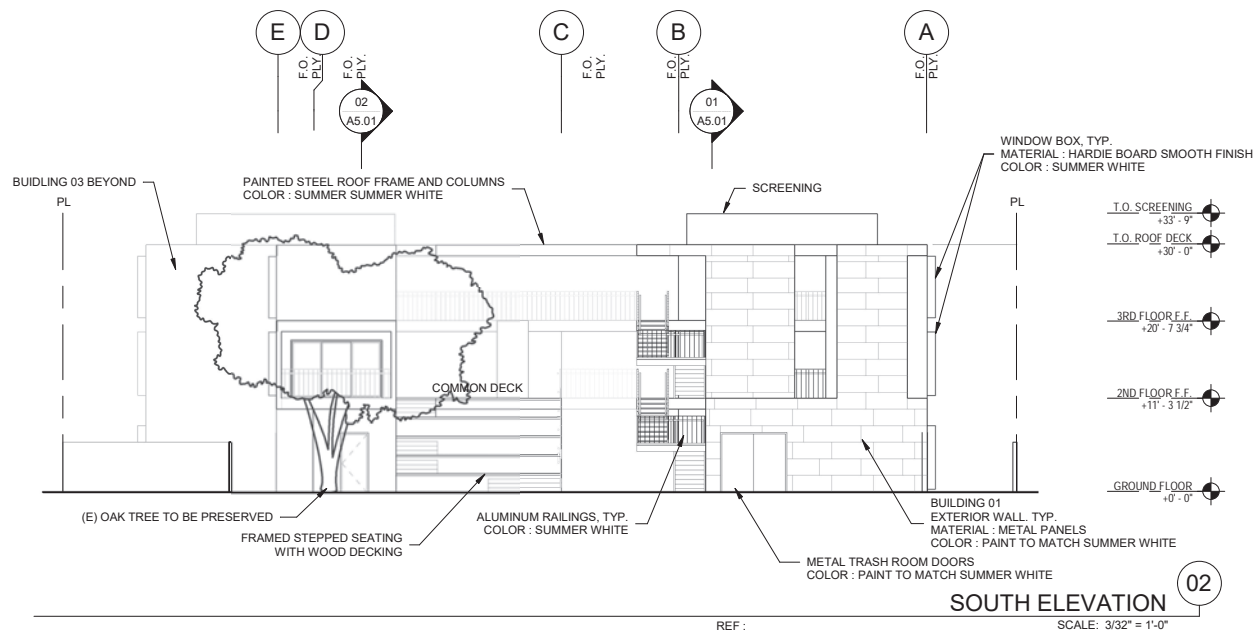 E
D
C
B
A
F.O.
PLY.
F.O.
PLY.
F.O.
PLY.
F.O.
PLY.
F.O.
PLY.
02
A5.01
01
A5.01
WINDOW BOX, TYP.
MATERIAL : HARDIE BOARD SMOOTH FINISH
COLOR : SUMMER WHITE
BUIDLING 03 BEYOND
PAINTED STEEL ROOF FRAME AND COLUMNS
COLOR : SUMMER SUMMER WHITE
SCREENING
PL
PL
T.O. SCREENING
+33' - 9"
T.O. ROOF DECK
+30' - 0"
3RD FLOOR F.F.
+20' - 7 3/4"
COMMON DECK
2ND FLOOR F.F.
+11' - 3 1/2"
GROUND FLOOR
+0' - 0"
(E) OAK TREE TO BE PRESERVED
FRAMED STEPPED SEATING
WITH WOOD DECKING
ALUMINUM RAILINGS, TYP.
COLOR : SUMMER WHITE
BUILDING 01
EXTERIOR WALL. TYP.
MATERIAL : METAL PANELS
COLOR : PAINT TO MATCH SUMMER WHITE
METAL TRASH ROOM DOORS
COLOR : PAINT TO MATCH SUMMER WHITE
SOUTH ELEVATION
02
REF :
SCALE: 3/32" = 1'-0"